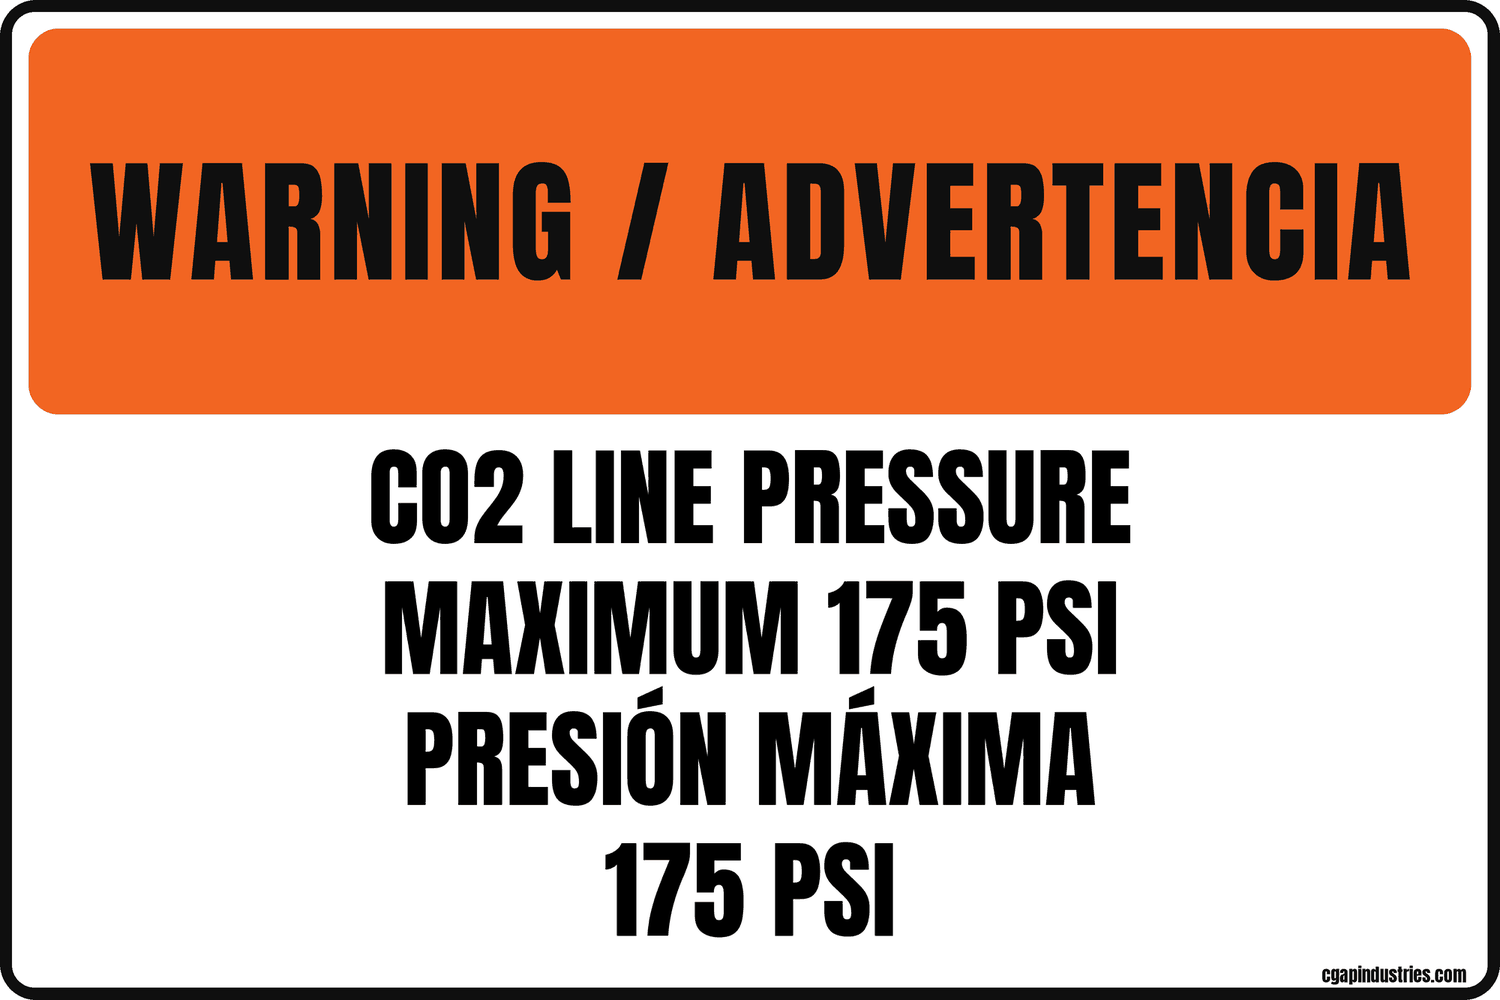 WARNING / ADVERTENCIA
CO2 LINE PRESSURE
MAXIMUM 175 PSI
PRESIÓN MÁXIMA
175 PSI
cgapindustries.com